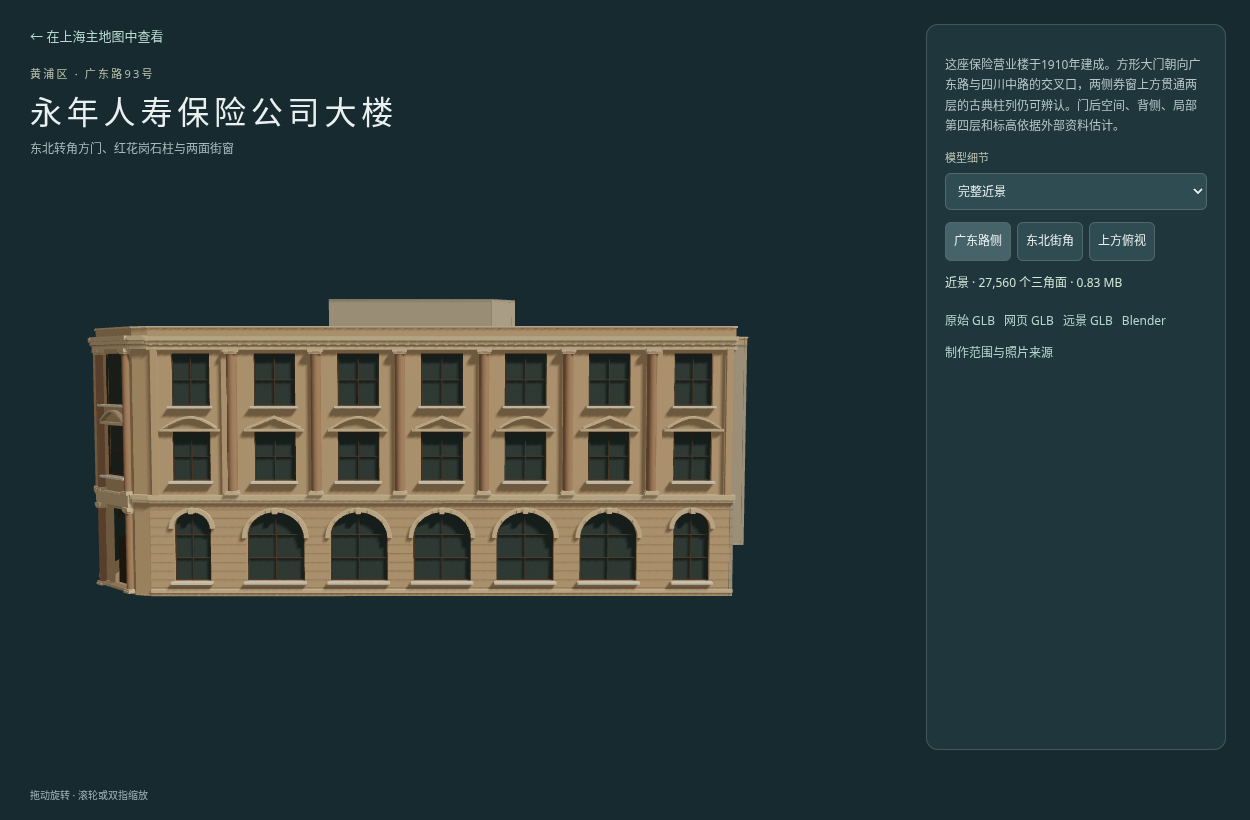 ← 在上海主地图中查看
黄浦区 · 广东路93号
永年人寿保险公司大楼
东北转角方门、红花岗石柱与两面街窗
这座保险营业楼于1910年建成。方形大门朝向广
东路与四川中路的交叉口，两侧券窗上方贯通两
层的古典柱列仍可辨认。门后空间、背侧、局部
第四层和标高依据外部资料估计。
模型细节
完整近景
广东路侧 东北街角 上方俯视
近景 · 27,560 个三角面 · 0.83 MB
原始 GLB 网页 GLB 远景 GLB Blender
制作范围与照片来源
拖动旋转 · 滚轮或双指缩放